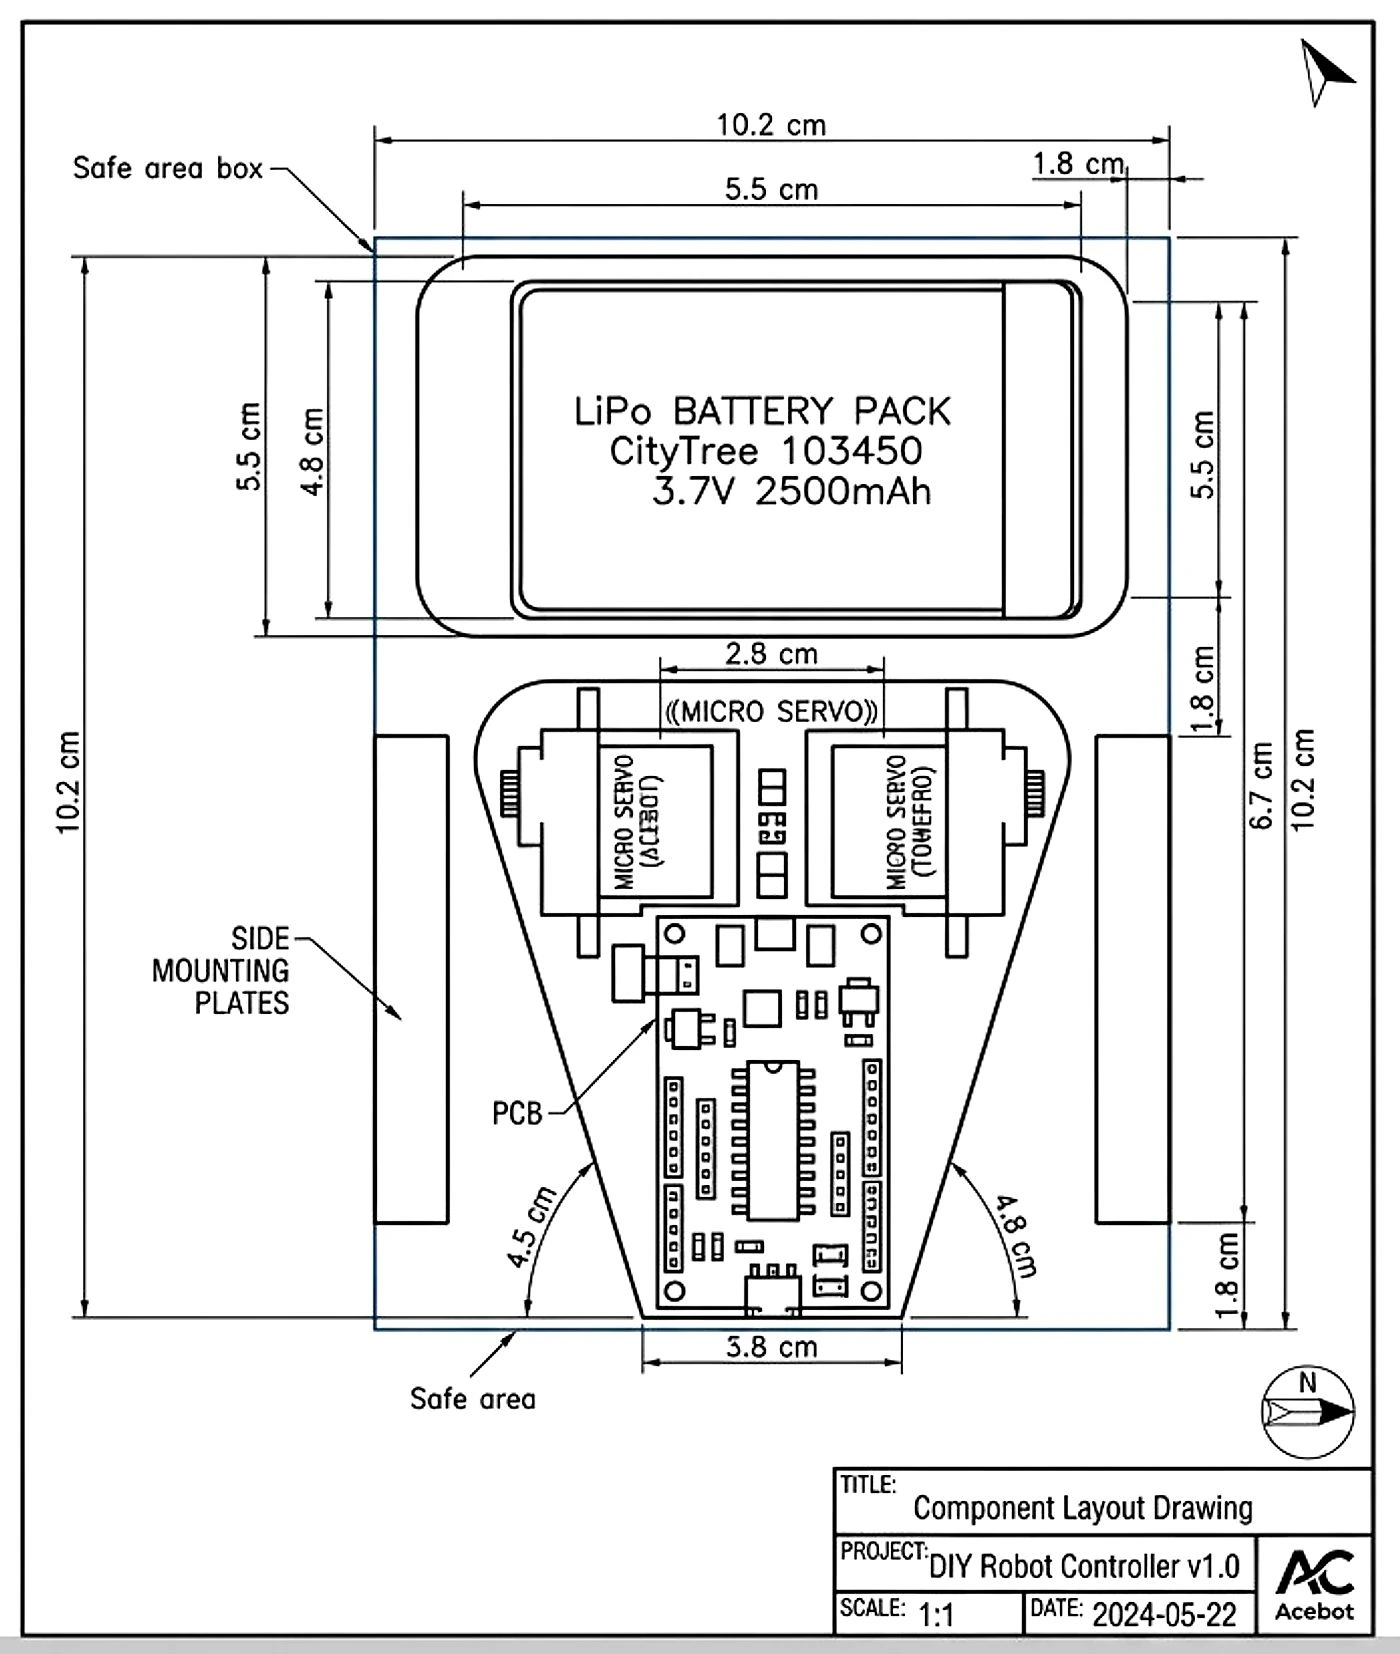 10.2 cm
Safe area box
1.8 cm
5.5 cm
LiPo BATTERY PACK
CityTree 103450
3.7V 2500mAh
5.5 cm
4.8 cm
5.5 cm
2.8 cm
1.8 cm
((MICRO SERVO))
MICRO SERVO
MICRO SERVO
(TOWEFRO)
10.2 cm
6.7 cm
10.2 cm
SIDE
MOUNTING
PLATES
PCB
4.5 cm
4.8 cm
1.8 cm
3.8 cm
Safe area
N
TITLE:
Component Layout Drawing
PROJECT: DIY Robot Controller v1.0
SCALE: 1:1
DATE: 2024-05-22
AC
Acebot